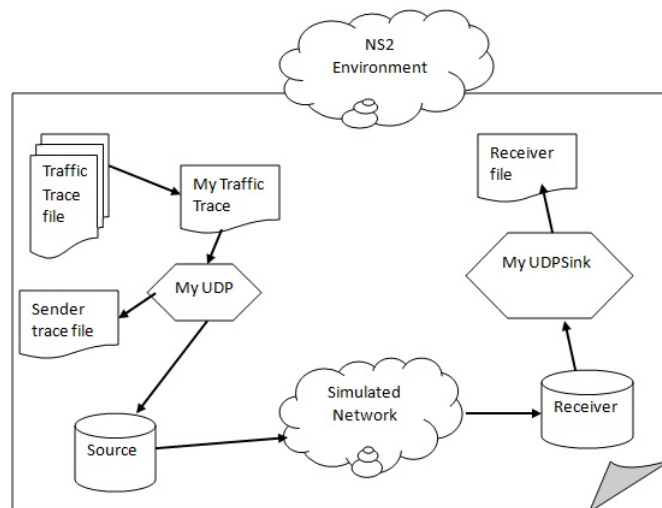 NS2
Environment
Traffic
Trace
file
My Traffic
Trace
Receiver
file
My UDP
My UDPSink
Sender
trace file
Simulated
Network
Source
Receiver